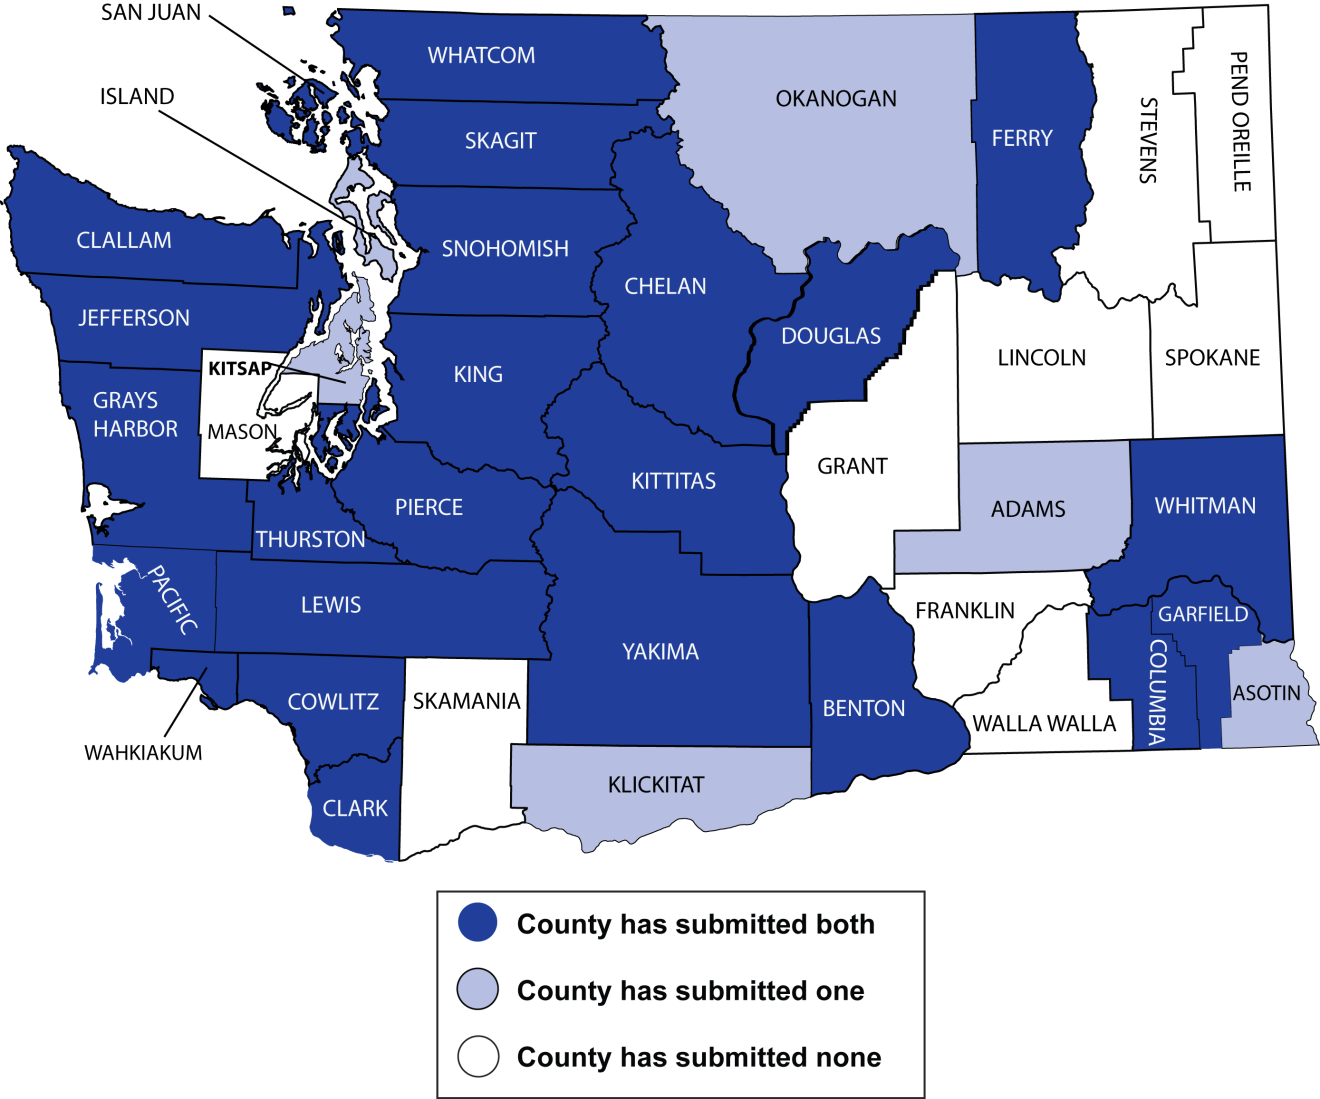 SAN JUAN
WHATCOM
PEND OREILLE
ISLAND
OKANOGAN
STEVENS
SKAGIT
FERRY
CLALLAM
SNOHOMISH
CHELAN
JEFFERSON
DOUGLAS
LINCOLN
SPOKANE
KITSAP
KING
GRAYS
HARBOR
MASON
GRANT
KITTITAS
PIERCE
ADAMS
WHITMAN
THURSTON
PACIFIC
LEWIS
FRANKLIN
GARFIELD
YAKIMA
COLUMBIA
ASOTIN
COWLITZ
SKAMANIA
BENTON
WALLA WALLA
WAHKIAKUM
KLICKITAT
CLARK
County has submitted both
County has submitted one
County has submitted none